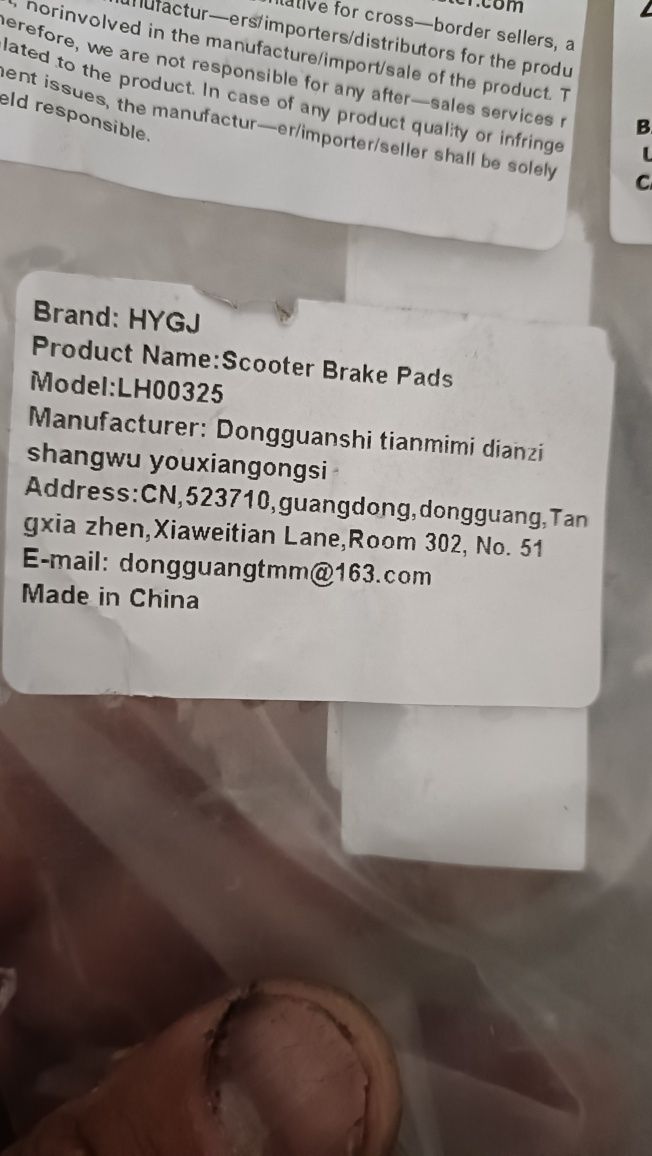 .com
tative for cross—border sellers, a
norinvolved in the manufacture/import/sale of the product. T
manufactur—ers/importers/distributors for the produ
herefore, we are not responsible for any after—sales services r
lated to the product. In case of any product quality or infringe
ment issues, the manufactur—er/importer/seller shall be solely
eld responsible.
B
C
Brand: HYGJ
Product Name:Scooter Brake Pads
Model:LH00325
Manufacturer: Dongguanshi tianmimi dianzi
shangwu youxiangongsi
Address:CN,523710,guangdong,dongguang,Tan
gxia zhen,Xiaweitian Lane,Room 302, No. 51
E-mail: dongguangtmm@163.com
Made in China